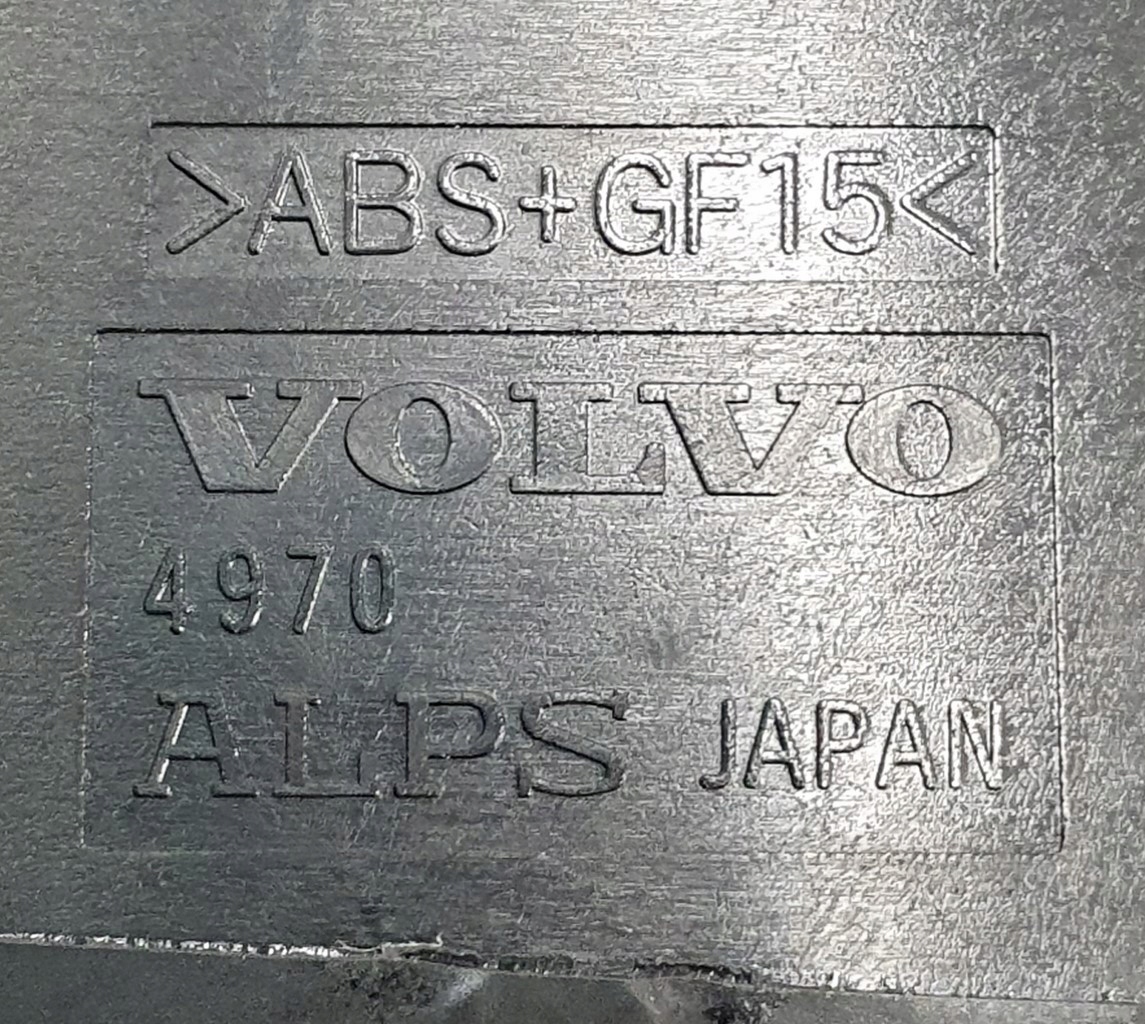 >ABS+GF15<
VOLVO
4970
ALPS JAPAN